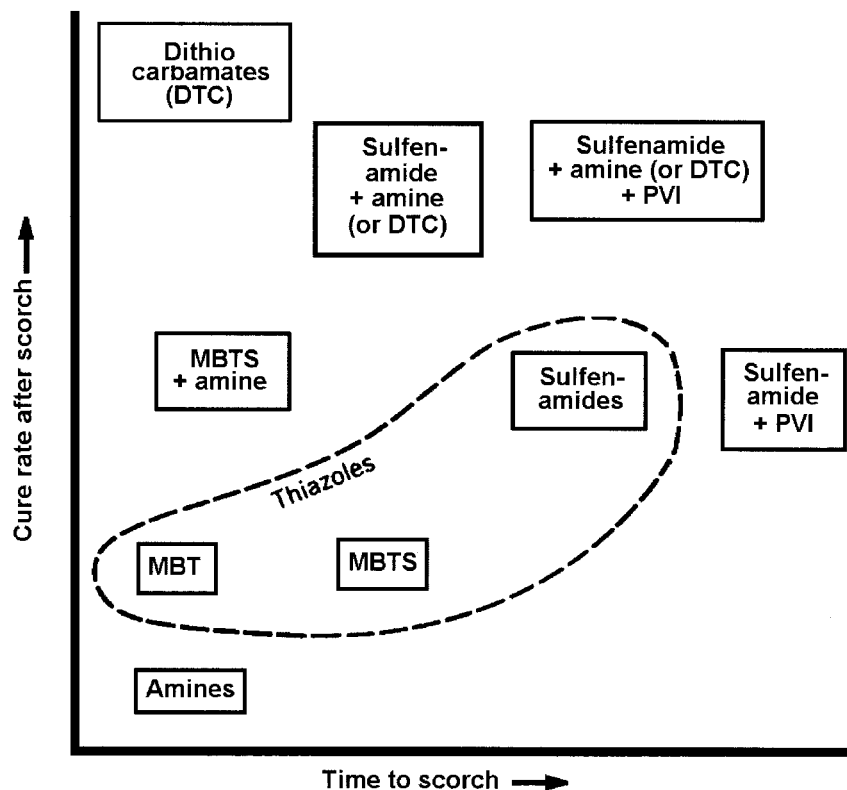 Dithio
carbamates
(DTC)
Sulfen-
amide
+ amine
(or DTC)
Sulfenamide
+ amine (or DTC)
+ PVI
MBTS
+ amine
Sulfen-
amides
Sulfen-
amide
+ PVI
Thiazoles
MBT
MBTS
Amines
Cure rate after scorch
Time to scorch